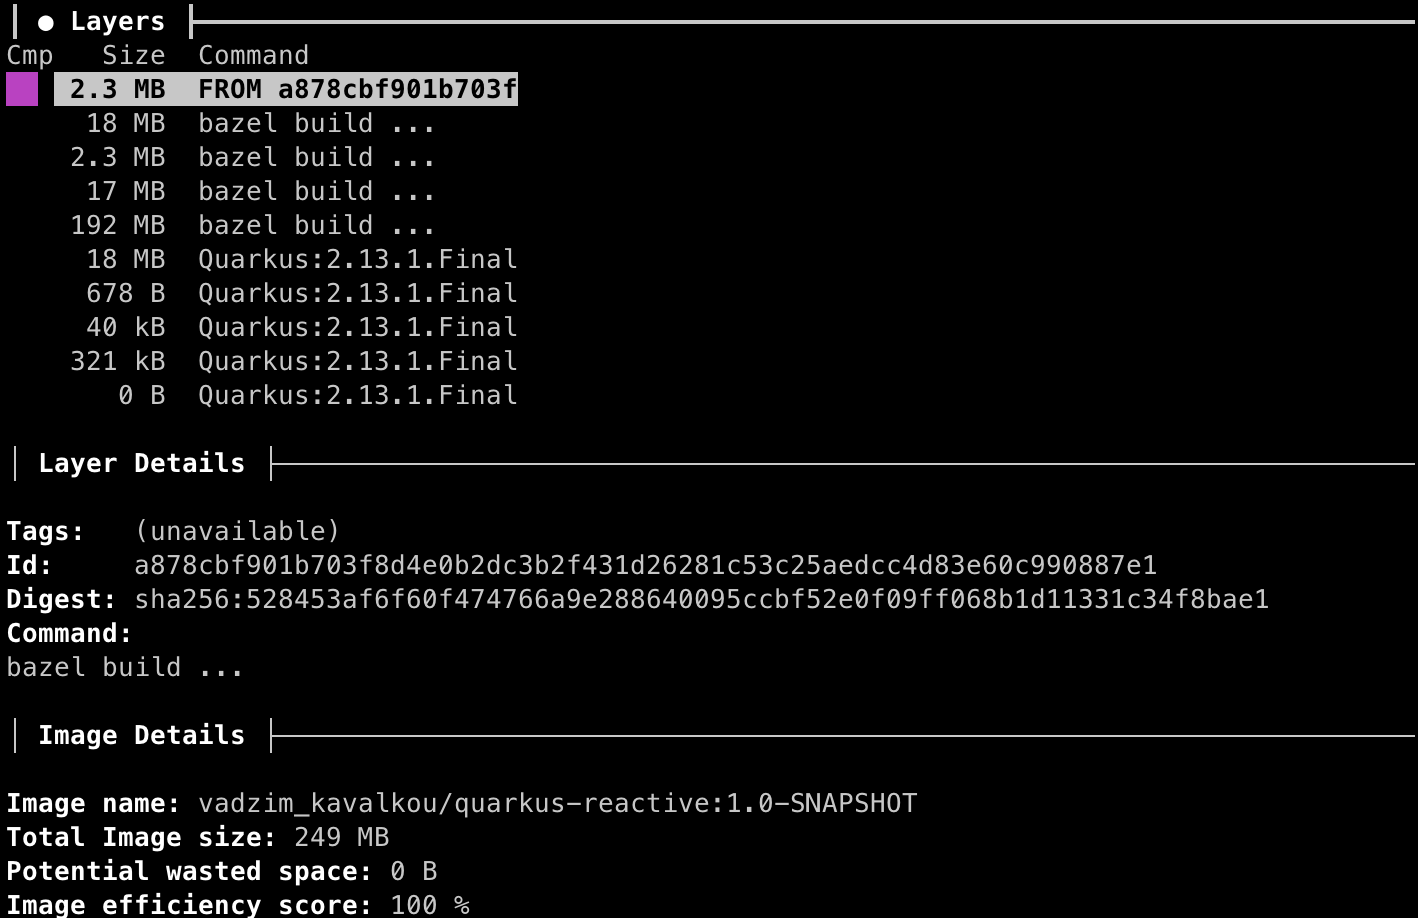 ● Layers
Cmp Size Command
2.3 MB FROM a878cbf901b703f
18 MB bazel build ...
2.3 MB bazel build ...
17 MB bazel build ...
192 MB bazel build ...
18 MB Quarkus:2.13.1.Final
678 B Quarkus:2.13.1.Final
40 kB Quarkus:2.13.1.Final
321 kB Quarkus:2.13.1.Final
0 B Quarkus:2.13.1.Final
Layer Details
Tags: (unavailable)
Id: a878cbf901b703f8d4e0b2dc3b2f431d26281c53c25aedcc4d83e60c990887e1
Digest: sha256:528453af6f60f474766a9e288640095ccbf52e0f09ff068b1d11331c34f8bae1
Command:
bazel build ...
Image Details
Image name: vadzim_kavalkou/quarkus-reactive:1.0-SNAPSHOT
Total Image size: 249 MB
Potential wasted space: 0 B
Image efficiency score: 100 %